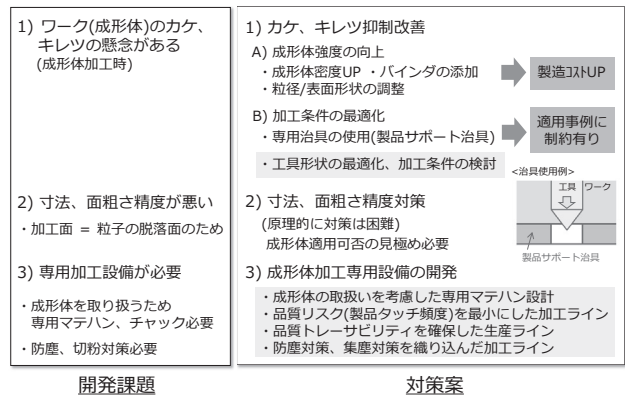 1) ワーク(成形体)のカケ、
キレツの懸念がある
(成形体加工時)
2) 寸法、面粗さ精度が悪い
・加工面 = 粒子の脱落面のため
3) 専用加工設備が必要
・成形体を取り扱うため
専用マテハン、チャック必要
・防塵、切粉対策必要
開発課題
1) カケ、キレツ抑制改善
A) 成形体強度の向上
・成形体密度UP ・バインダの添加
・粒径/表面形状の調整
製造ｺｽﾄUP
B) 加工条件の最適化
・専用治具の使用(製品サポート治具)
適用事例に
制約有り
・工具形状の最適化、加工条件の検討
<治具使用例>
工具 ワーク
製品サポート治具
2) 寸法、面粗さ精度対策
(原理的に対策は困難)
成形体適用可否の見極め必要
3) 成形体加工専用設備の開発
・成形体の取扱いを考慮した専用マテハン設計
・品質リスク(製品タッチ頻度)を最小にした加工ライン
・品質トレーサビリティを確保した生産ライン
・防塵対策、集塵対策を織り込んだ加工ライン
対策案